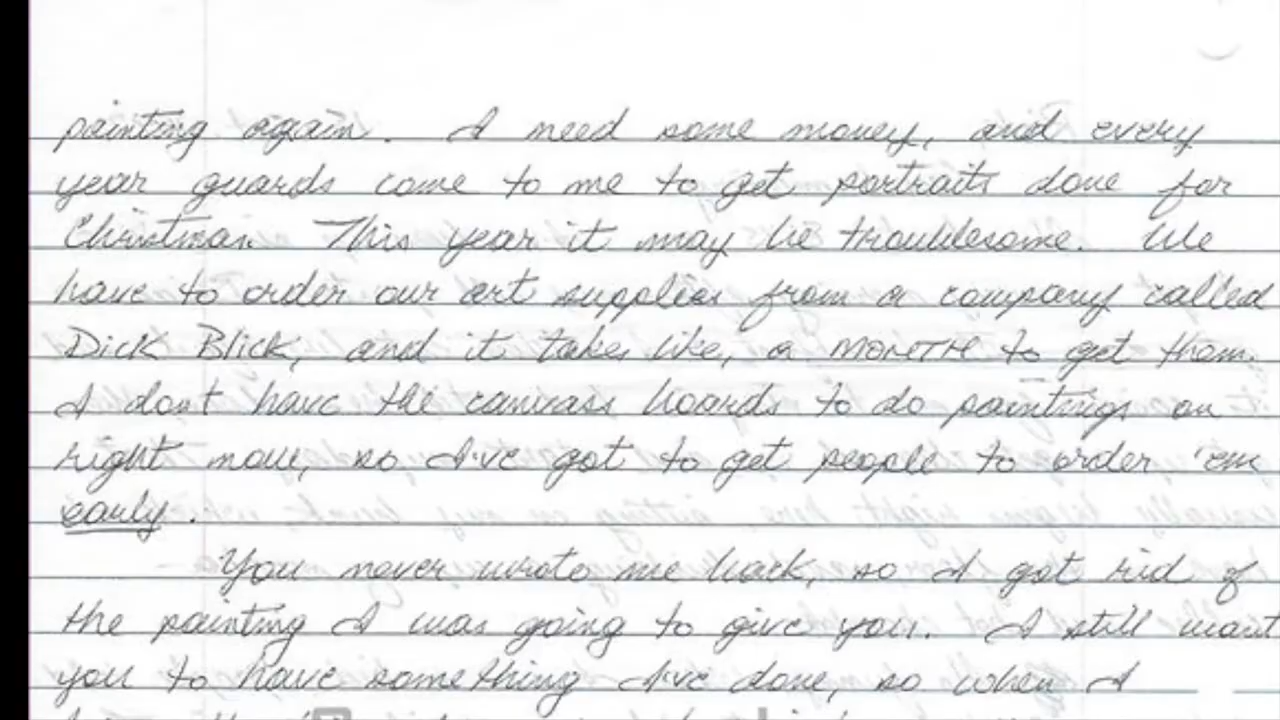 painting again. I need some money, and every
year guards come to me to get portraits done for
Christmas. This year it may be troublesome. We
have to order our art supplies from a company called
Dick Blick, and it takes like, a MONTH to get them.
I don't have the canvass boards to do paintings on
right now, so I've got to get people to order 'em
early.
You never wrote me back, so I got rid of
the painting I was going to give you. I still want
you to have something I've done, so when I